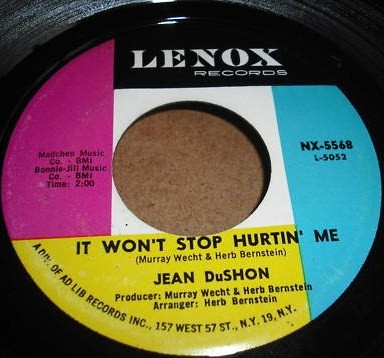 LENOX
RECORDS
Madchen Music
Co. - BMI
Bonnie-Jill Music
Co. - BMI
Time: 2:00
NX-5568
L-5052
IT WON'T STOP HURTIN' ME
(Murray Wecht & Herb Bernstein)
JEAN DuSHON
Producer: Murray Wecht & Herb Bernstein
Arranger: Herb Bernstein
A DIV. OF AD LIB RECORDS INC., 157 WEST 57 ST., N.Y. 19, N.Y.